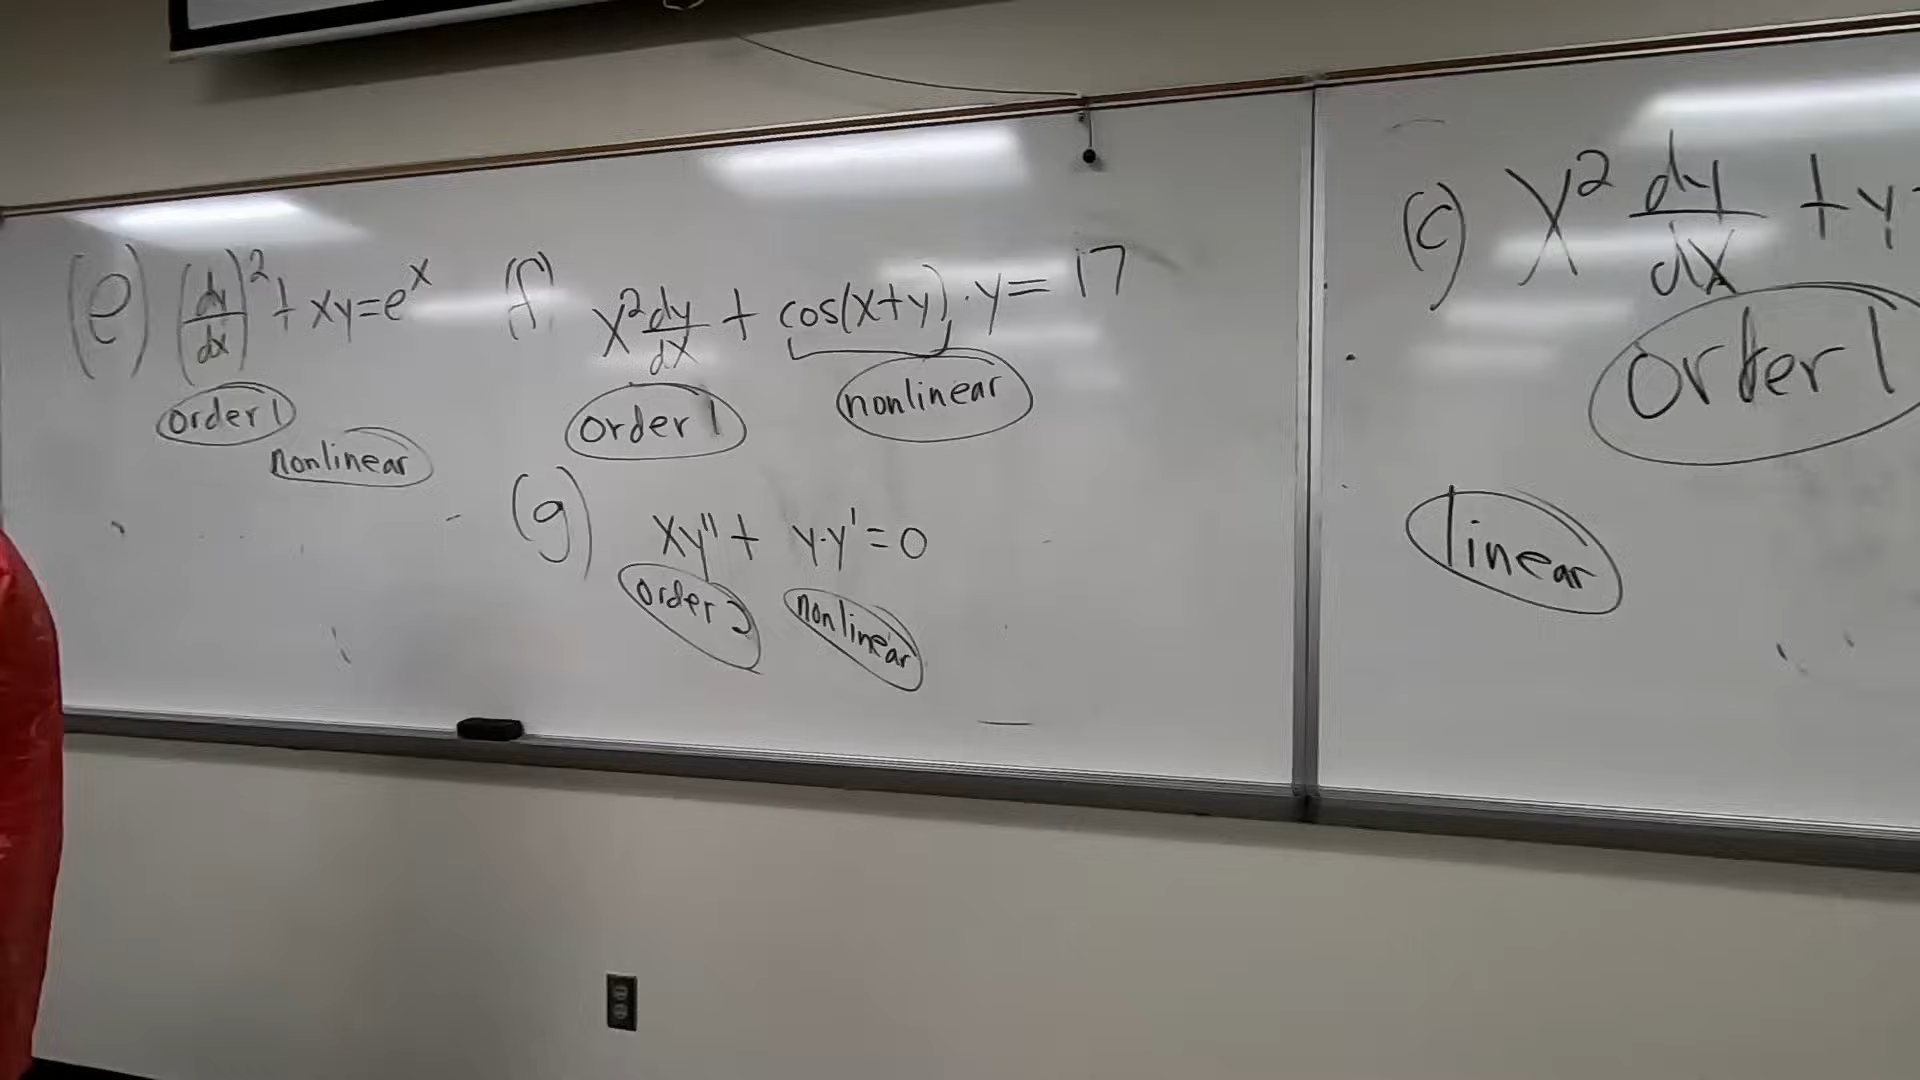 (e) (dy/dx)² + xy = eˣ
order 1
nonlinear
(f) x² dy/dx + cos(x+y) · y = 17
order 1
nonlinear
(g) xy'' + y·y' = 0
order 2
nonlinear
(c) x² dy/dx + y
order 1
linear